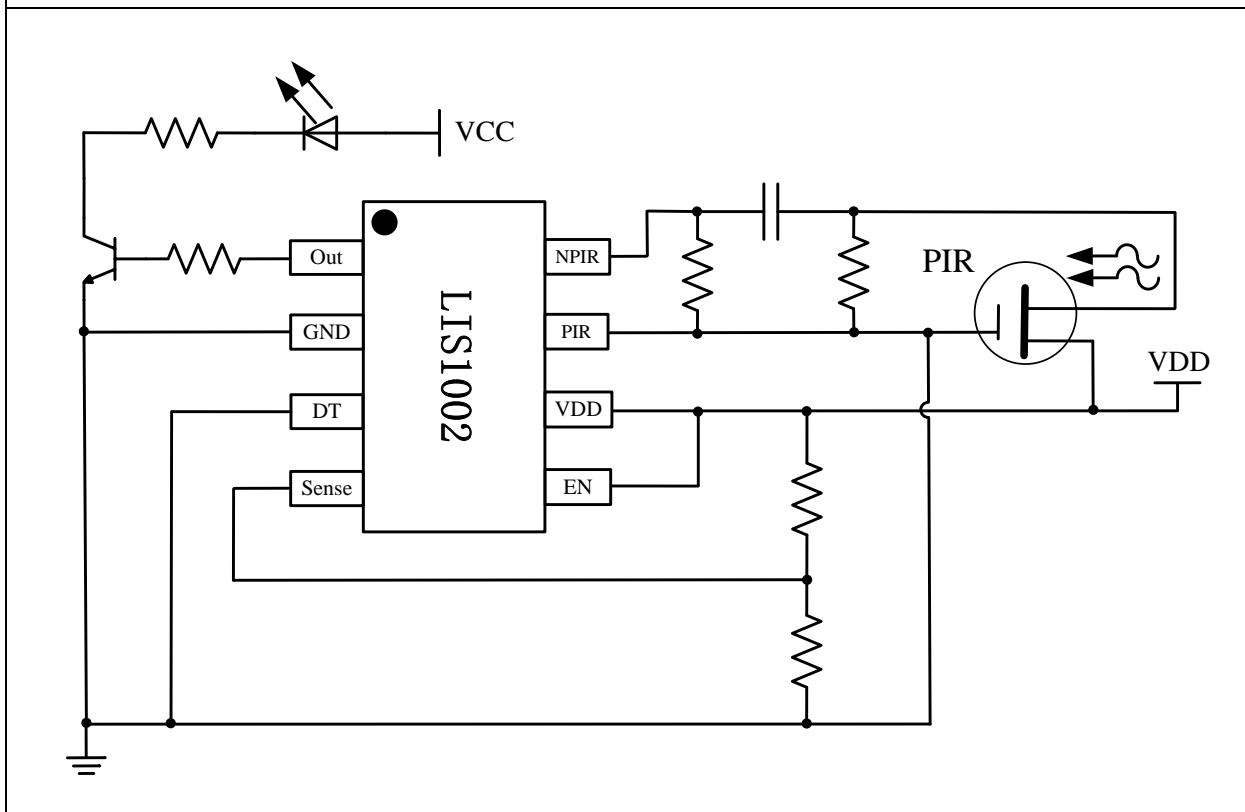 VCC
Out
NPIR
PIR
LIS1002
GND
PIR
VDD
DT
VDD
Sense
EN